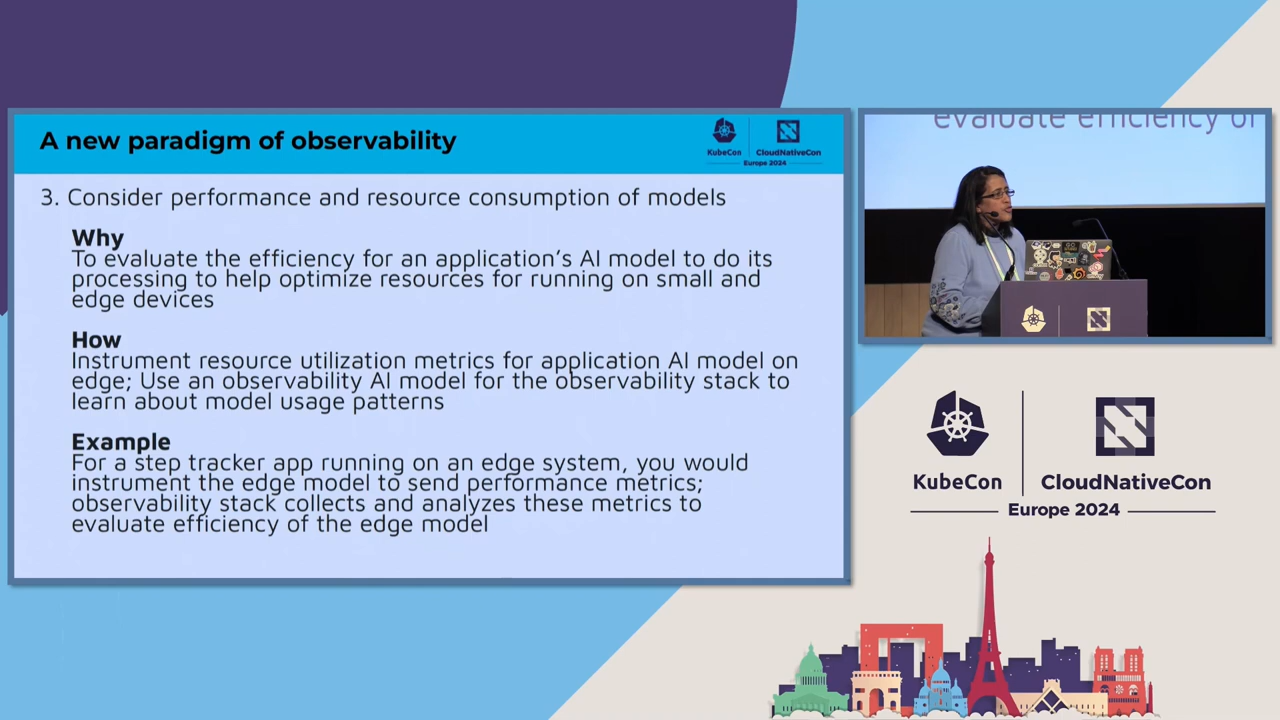 A new paradigm of observability
KubeCon
CloudNativeCon
Europe 2024
3. Consider performance and resource consumption of models
Why
To evaluate the efficiency for an application's AI model to do its
processing to help optimize resources for running on small and
edge devices
How
Instrument resource utilization metrics for application AI model on
edge; Use an observability AI model for the observability stack to
learn about model usage patterns
Example
For a step tracker app running on an edge system, you would
instrument the edge model to send performance metrics;
observability stack collects and analyzes these metrics to
evaluate efficiency of the edge model
evaluate efficiency of
KubeCon
CloudNativeCon
Europe 2024